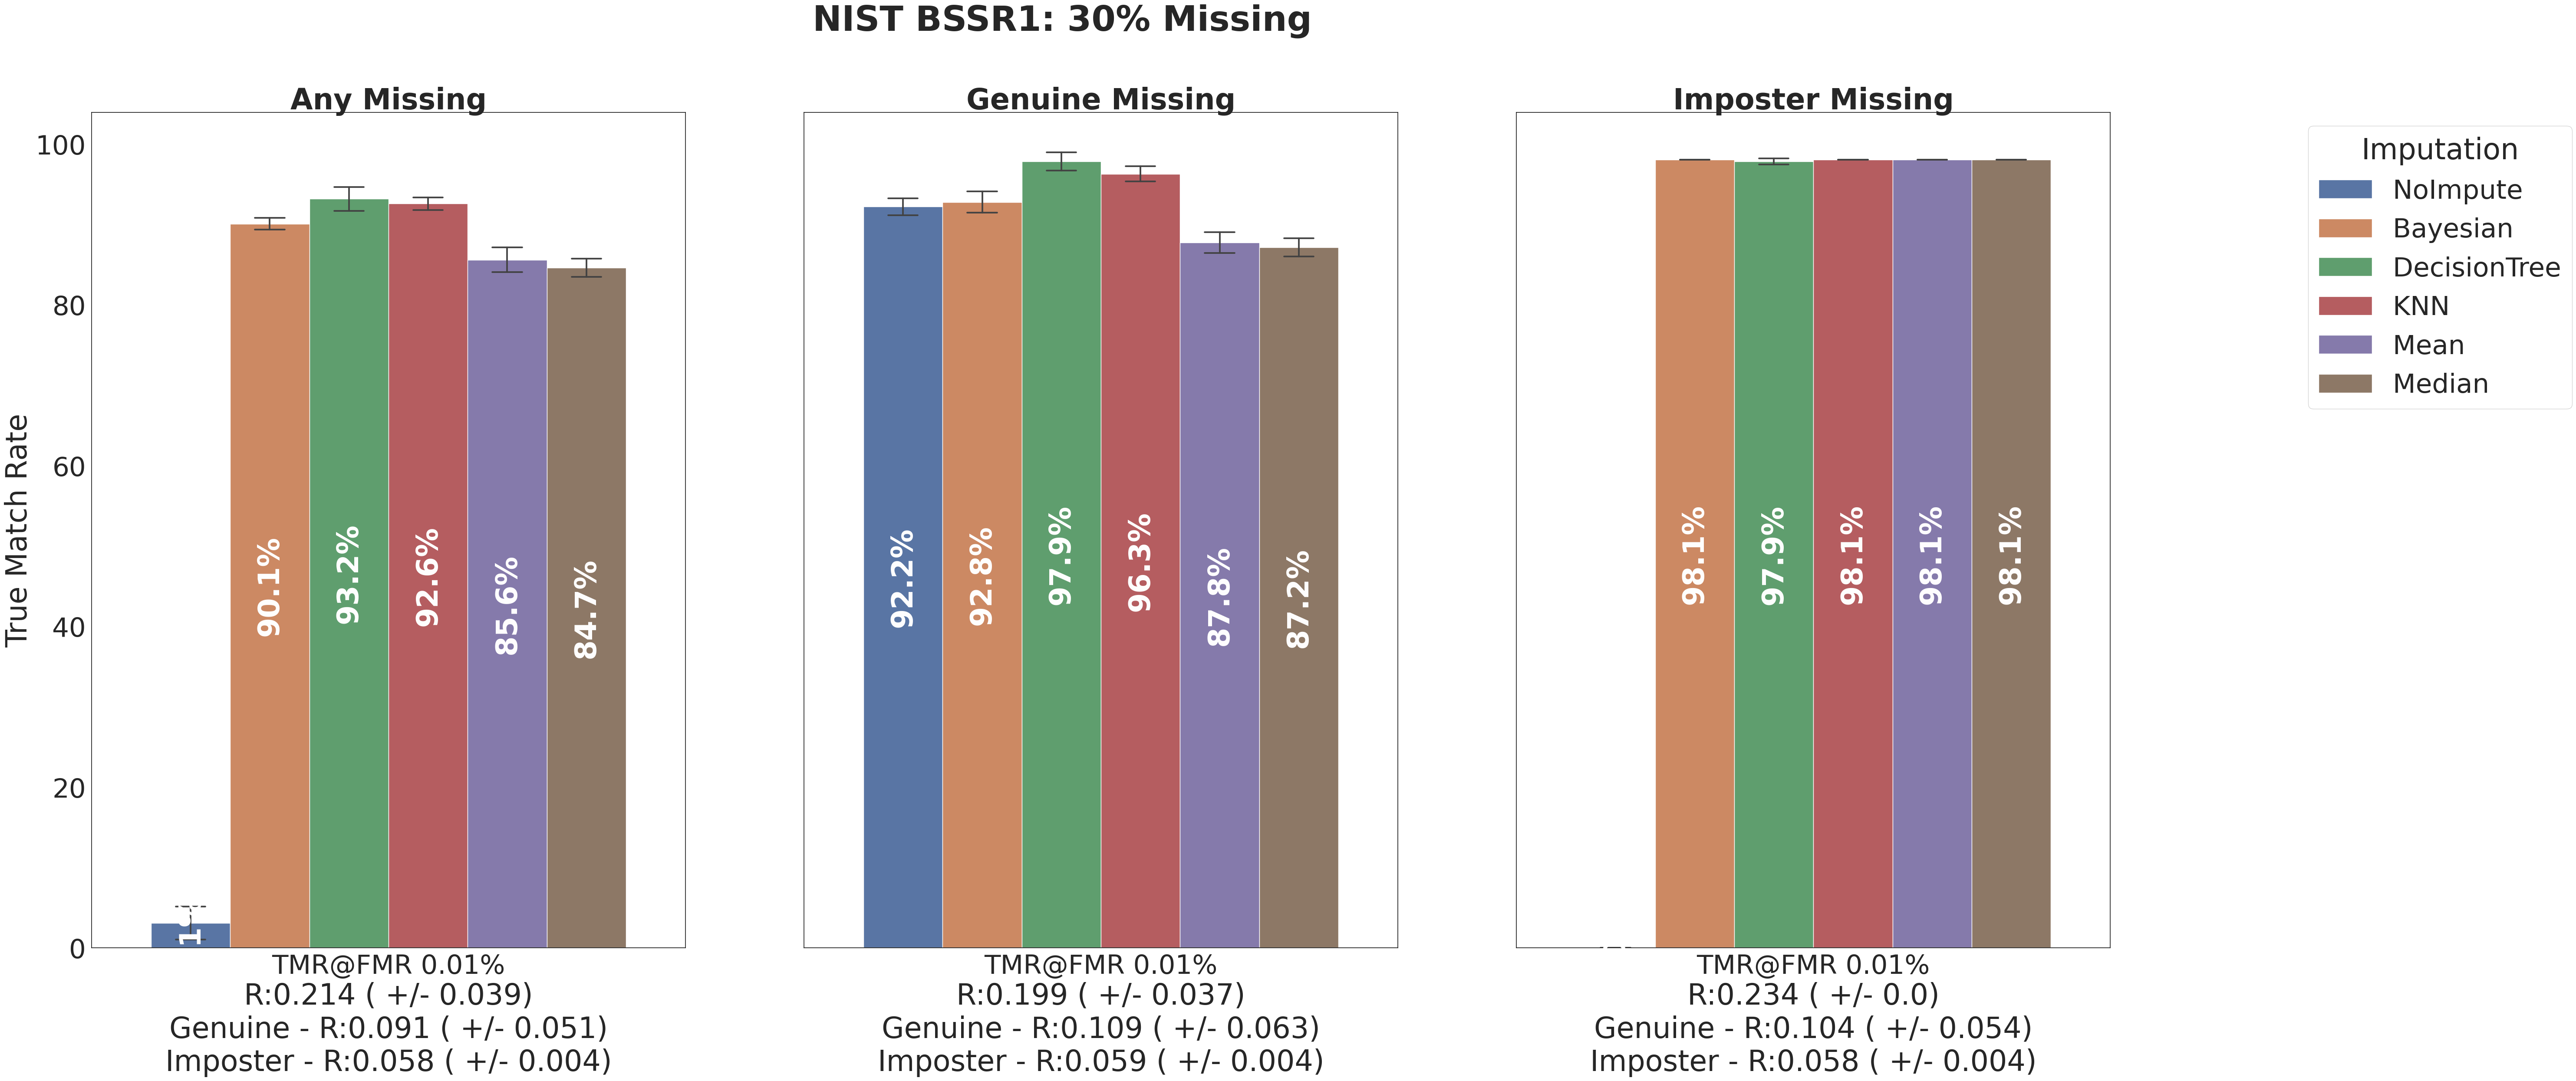 NIST BSSR1: 30% Missing
Any Missing
Genuine Missing
Imposter Missing
True Match Rate
100
80
60
40
20
0
90.1%
93.2%
92.6%
85.6%
84.7%
92.2%
92.8%
97.9%
96.3%
87.8%
87.2%
98.1%
97.9%
98.1%
98.1%
98.1%
TMR@FMR 0.01%
R:0.214 ( +/- 0.039)
Genuine - R:0.091 ( +/- 0.051)
Imposter - R:0.058 ( +/- 0.004)
TMR@FMR 0.01%
R:0.199 ( +/- 0.037)
Genuine - R:0.109 ( +/- 0.063)
Imposter - R:0.059 ( +/- 0.004)
TMR@FMR 0.01%
R:0.234 ( +/- 0.0)
Genuine - R:0.104 ( +/- 0.054)
Imposter - R:0.058 ( +/- 0.004)
Imputation
NoImpute
Bayesian
DecisionTree
KNN
Mean
Median